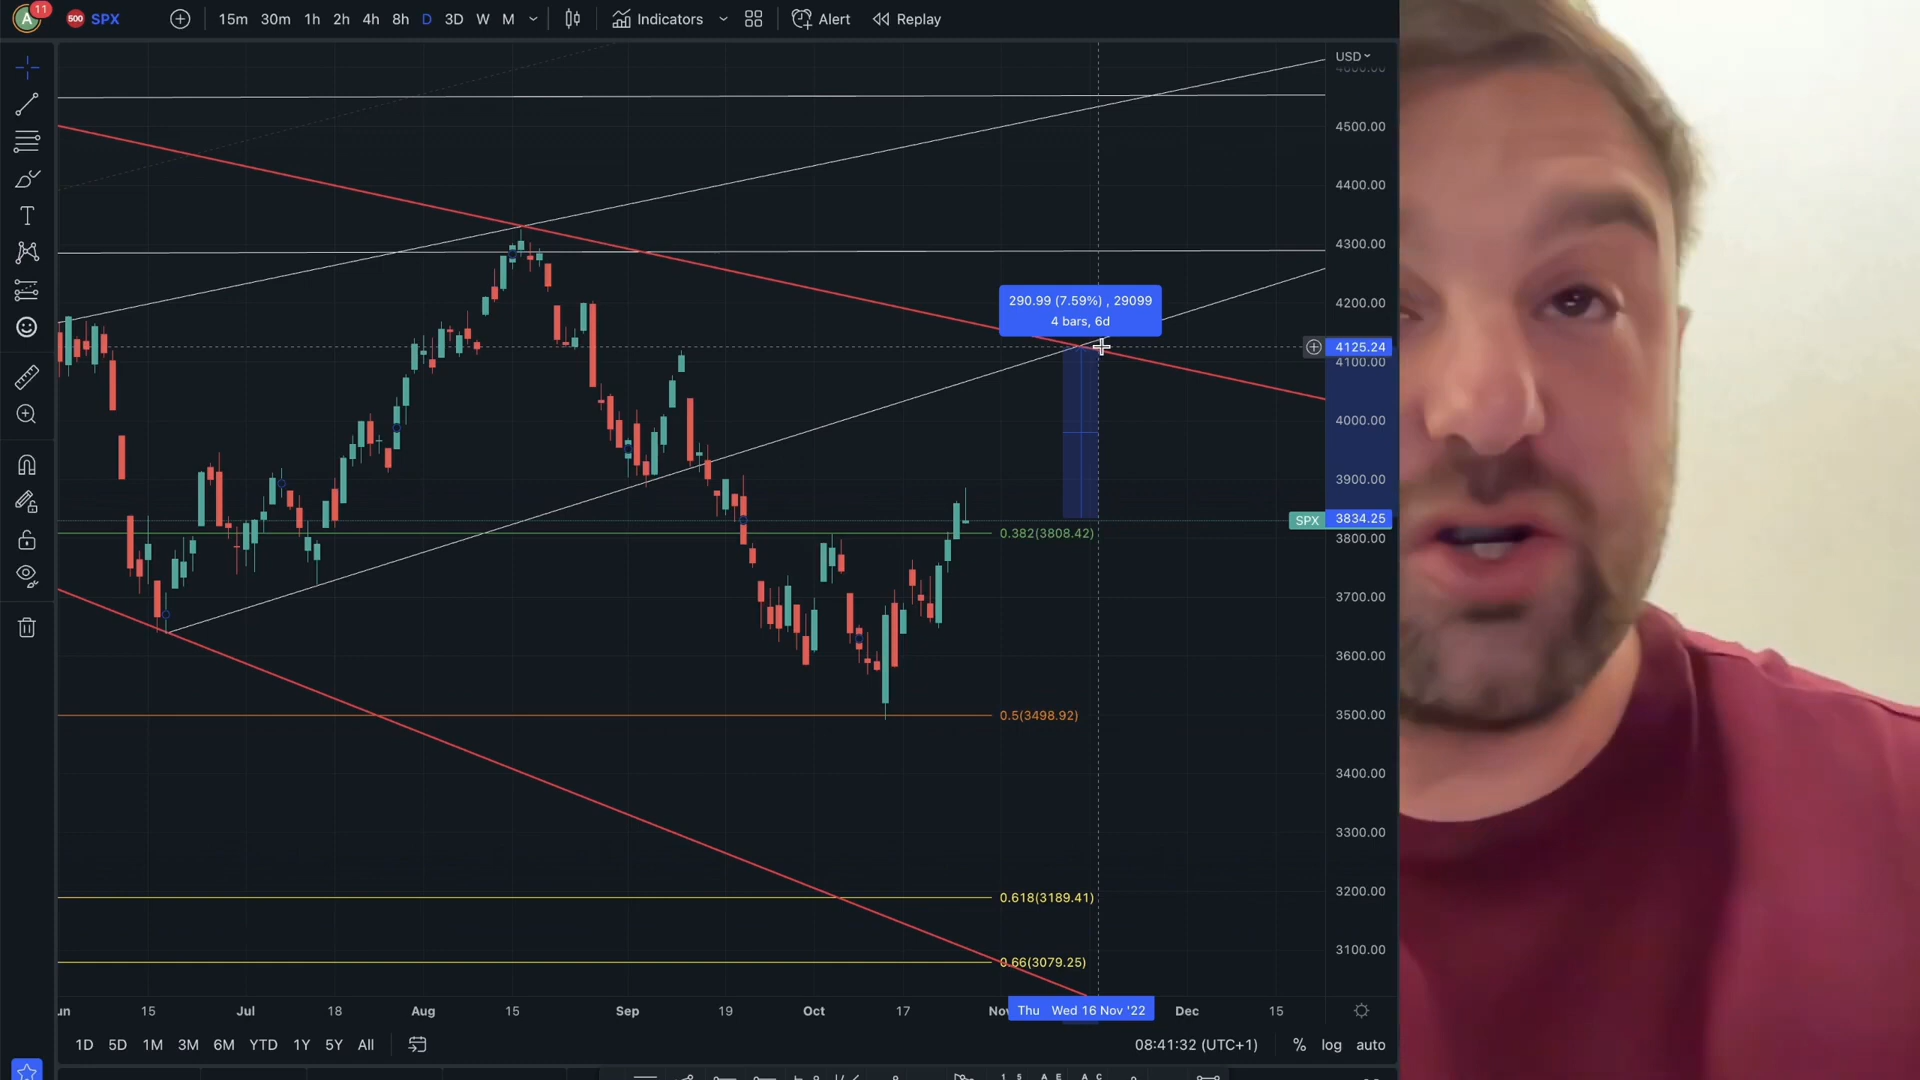 A 11 500 SPX 15m 30m 1h 2h 4h 8h D 3D W M Indicators Alert Replay
USD
4500.00
4400.00
4300.00
4200.00
290.99 (7.59%) , 29099
4 bars, 6d
4125.24
4100.00
4000.00
3900.00
SPX 3834.25
0.382(3808.42)
3800.00
3700.00
3600.00
0.5(3498.92)
3500.00
3400.00
3300.00
3200.00
0.618(3189.41)
3100.00
0.66(3079.25)
un 15 Jul 18 Aug 15 Sep 19 Oct 17 Nov Thu Wed 16 Nov '22 Dec 15
1D 5D 1M 3M 6M YTD 1Y 5Y All 08:41:32 (UTC+1) % log auto